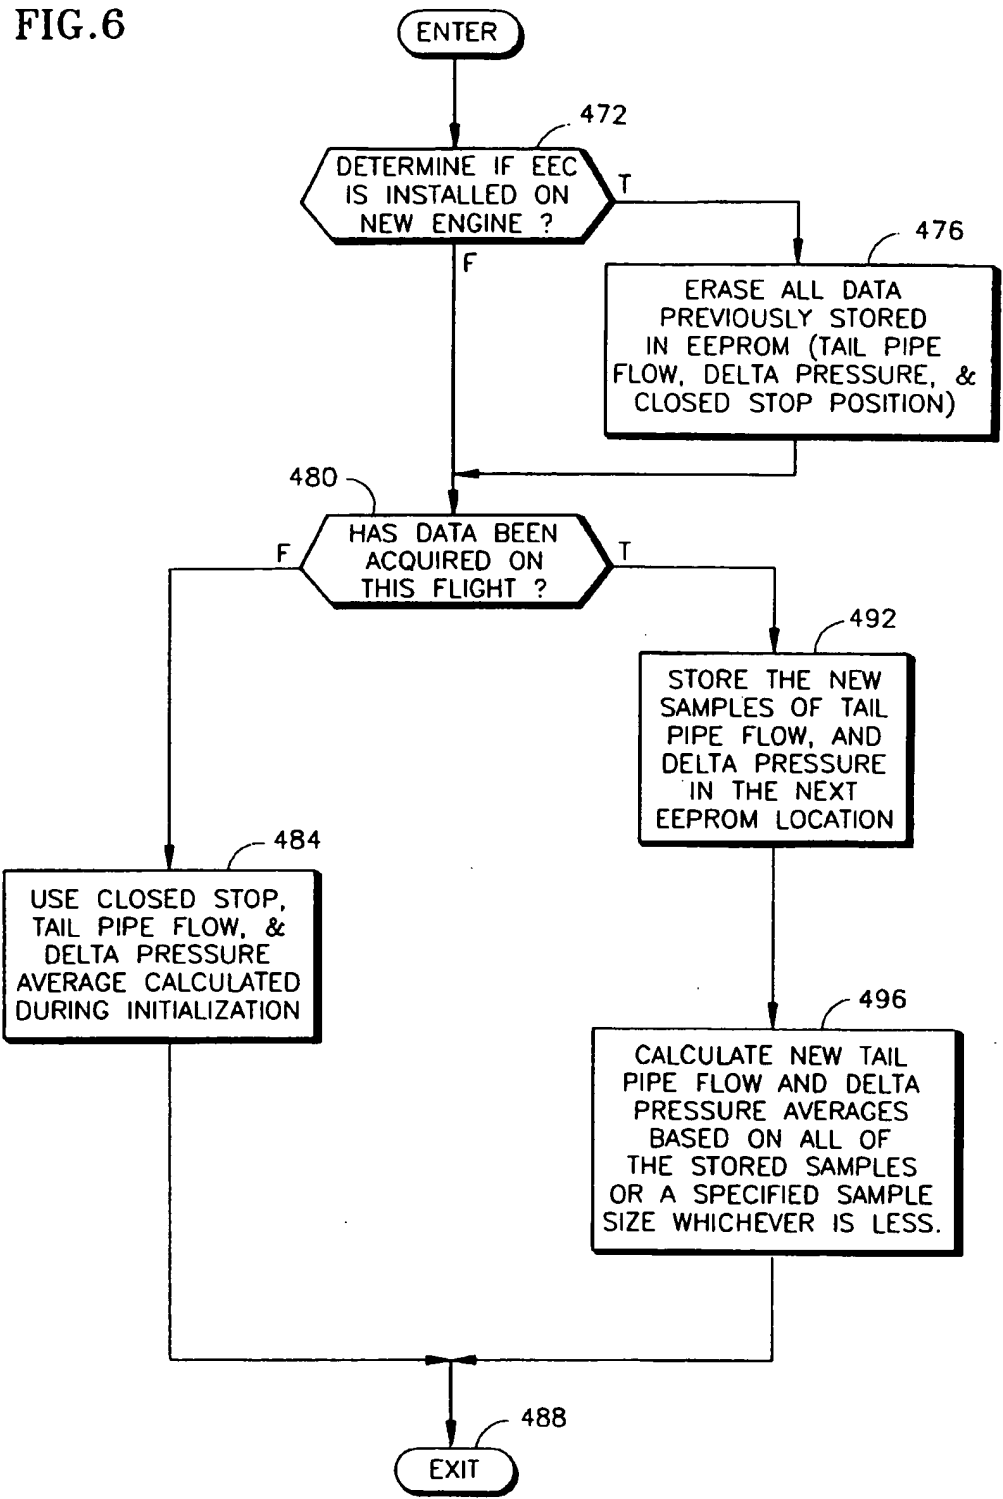 FIG.6
ENTER
472
DETERMINE IF EEC
IS INSTALLED ON
NEW ENGINE ?
T
F
476
ERASE ALL DATA
PREVIOUSLY STORED
IN EEPROM (TAIL PIPE
FLOW, DELTA PRESSURE, &
CLOSED STOP POSITION)
480
HAS DATA BEEN
ACQUIRED ON
THIS FLIGHT ?
F
T
492
STORE THE NEW
SAMPLES OF TAIL
PIPE FLOW, AND
DELTA PRESSURE
IN THE NEXT
EEPROM LOCATION
484
USE CLOSED STOP,
TAIL PIPE FLOW, &
DELTA PRESSURE
AVERAGE CALCULATED
DURING INITIALIZATION
496
CALCULATE NEW TAIL
PIPE FLOW AND DELTA
PRESSURE AVERAGES
BASED ON ALL OF
THE STORED SAMPLES
OR A SPECIFIED SAMPLE
SIZE WHICHEVER IS LESS.
488
EXIT